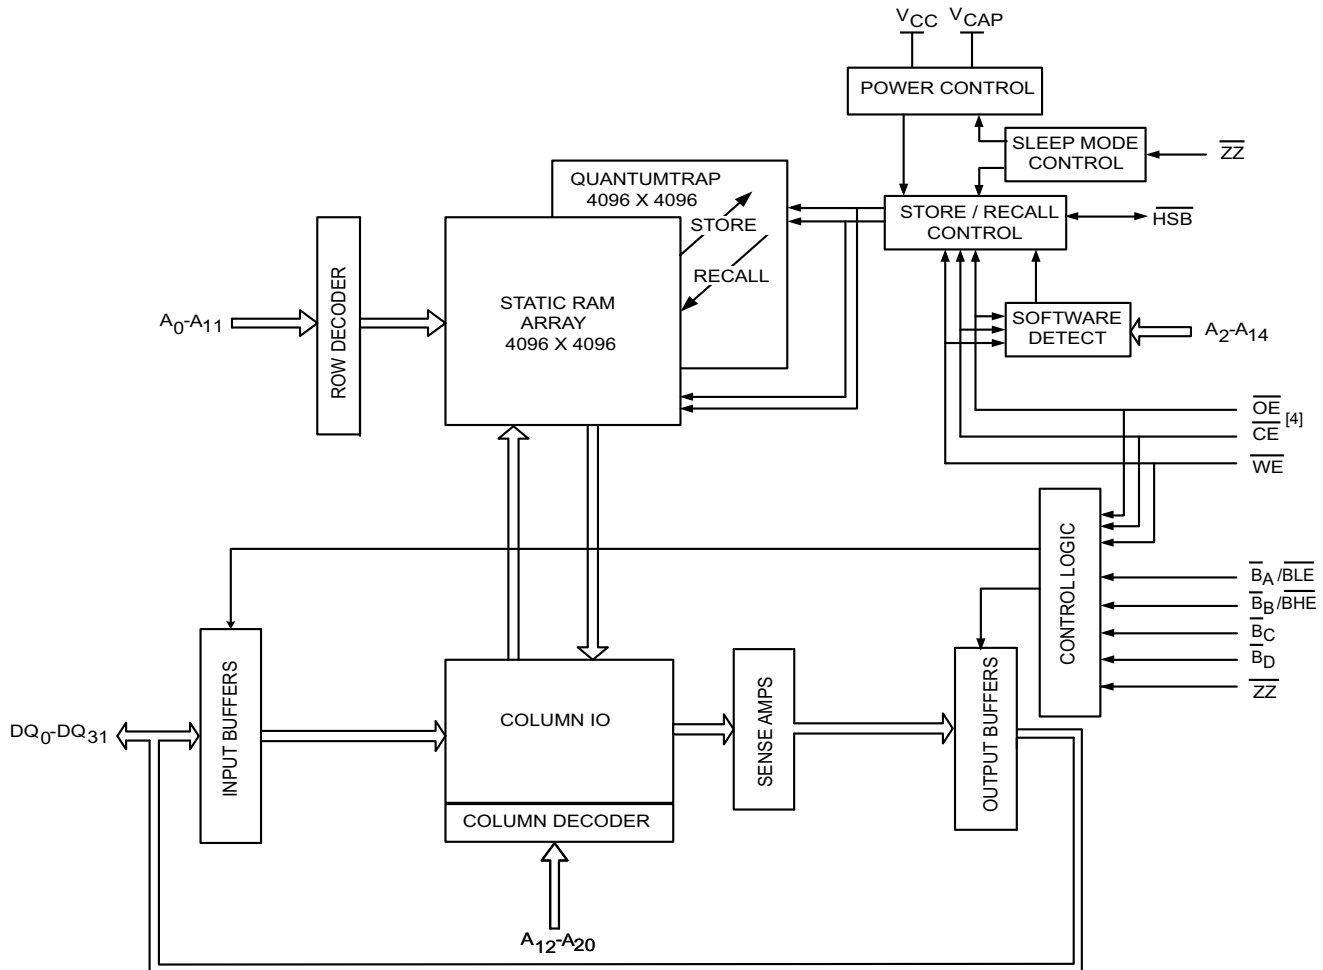 VCC
VCAP
POWER CONTROL
SLEEP MODE
CONTROL
ZZ
QUANTUMTRAP
4096 X 4096
STORE
RECALL
STORE / RECALL
CONTROL
HSB
ROW DECODER
A0-A11
STATIC RAM
ARRAY
4096 X 4096
SOFTWARE
DETECT
A2-A14
OE
CE [4]
WE
CONTROL LOGIC
BA/BLE
BB/BHE
BC
BD
ZZ
DQ0-DQ31
INPUT BUFFERS
COLUMN IO
COLUMN DECODER
SENSE AMPS
OUTPUT BUFFERS
A12-A20